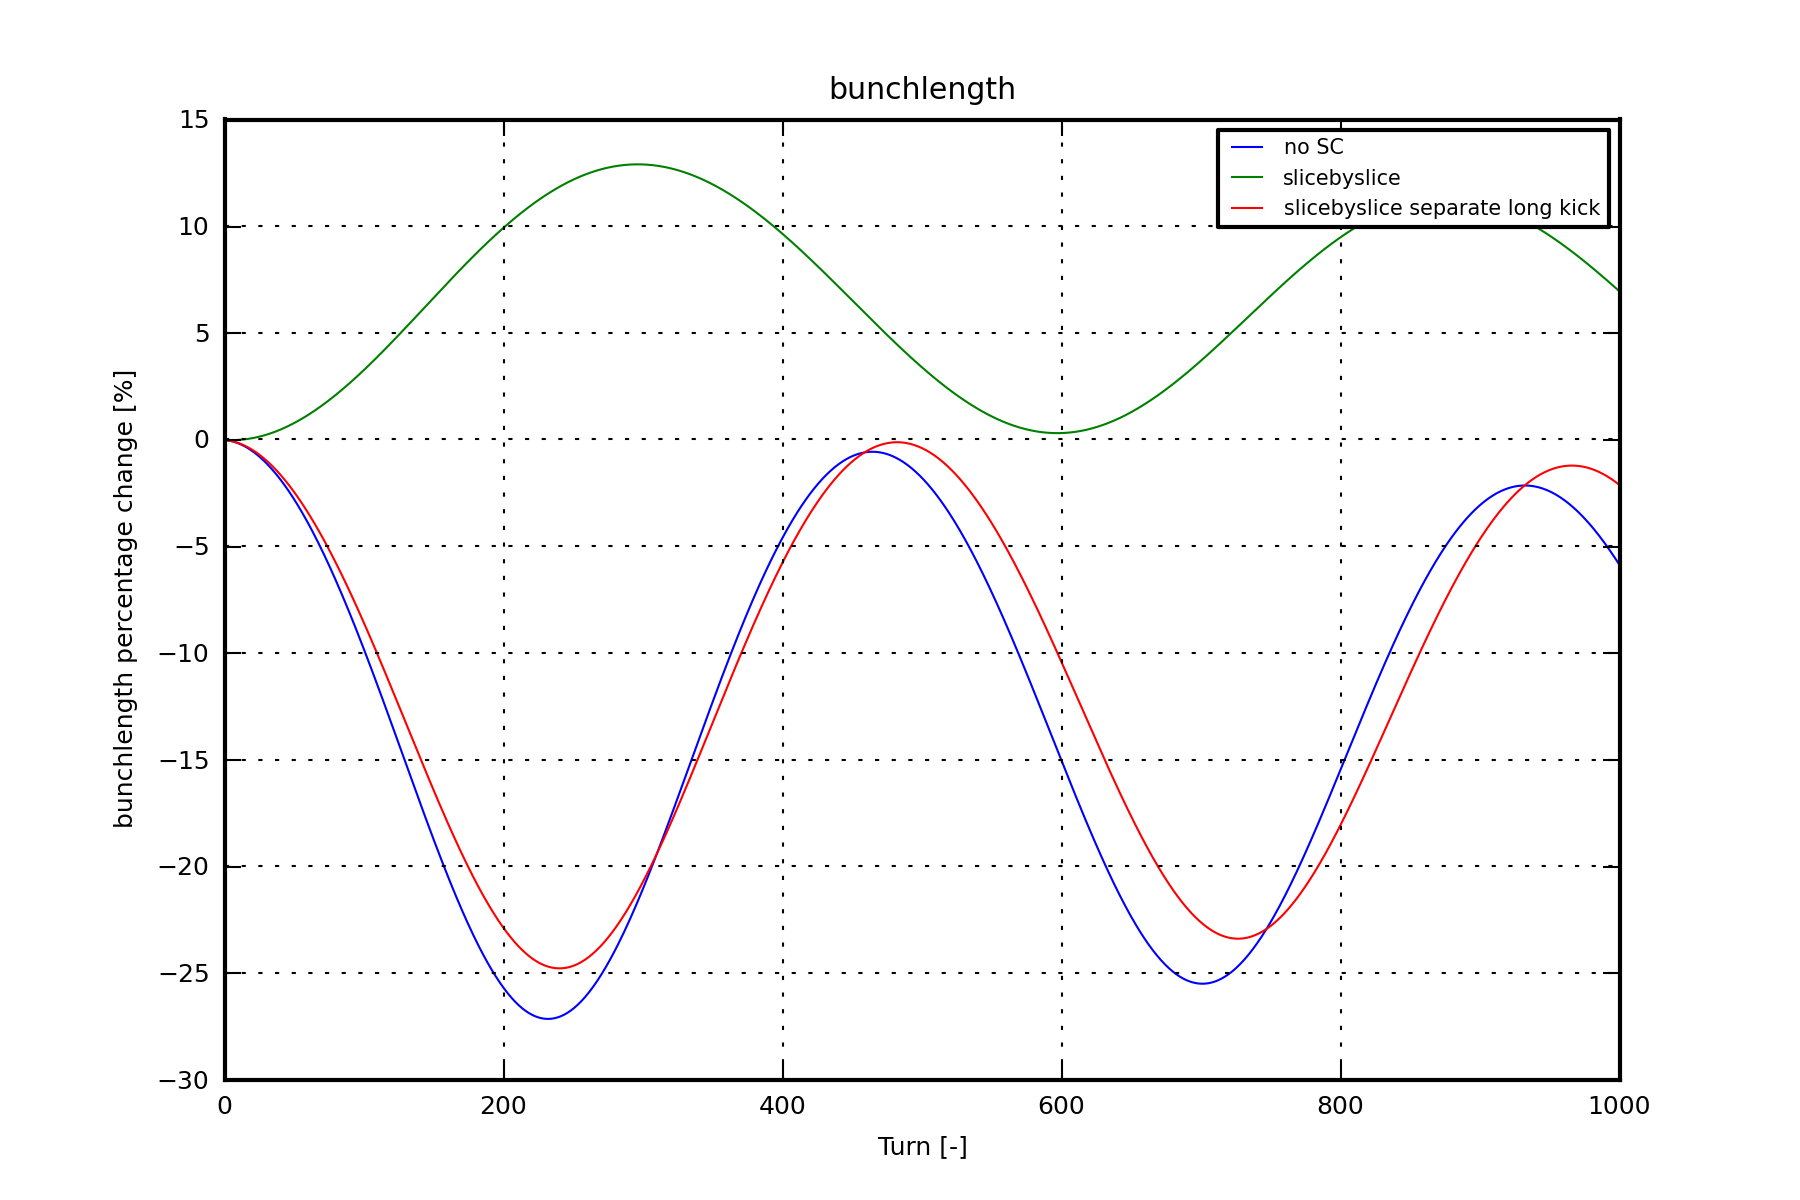 bunchlength
15
10
5
0
−5
−10
−15
−20
−25
−30
bunchlength percentage change [%]
no SC
slicebyslice
slicebyslice separate long kick
0 200 400 600 800 1000
Turn [-]